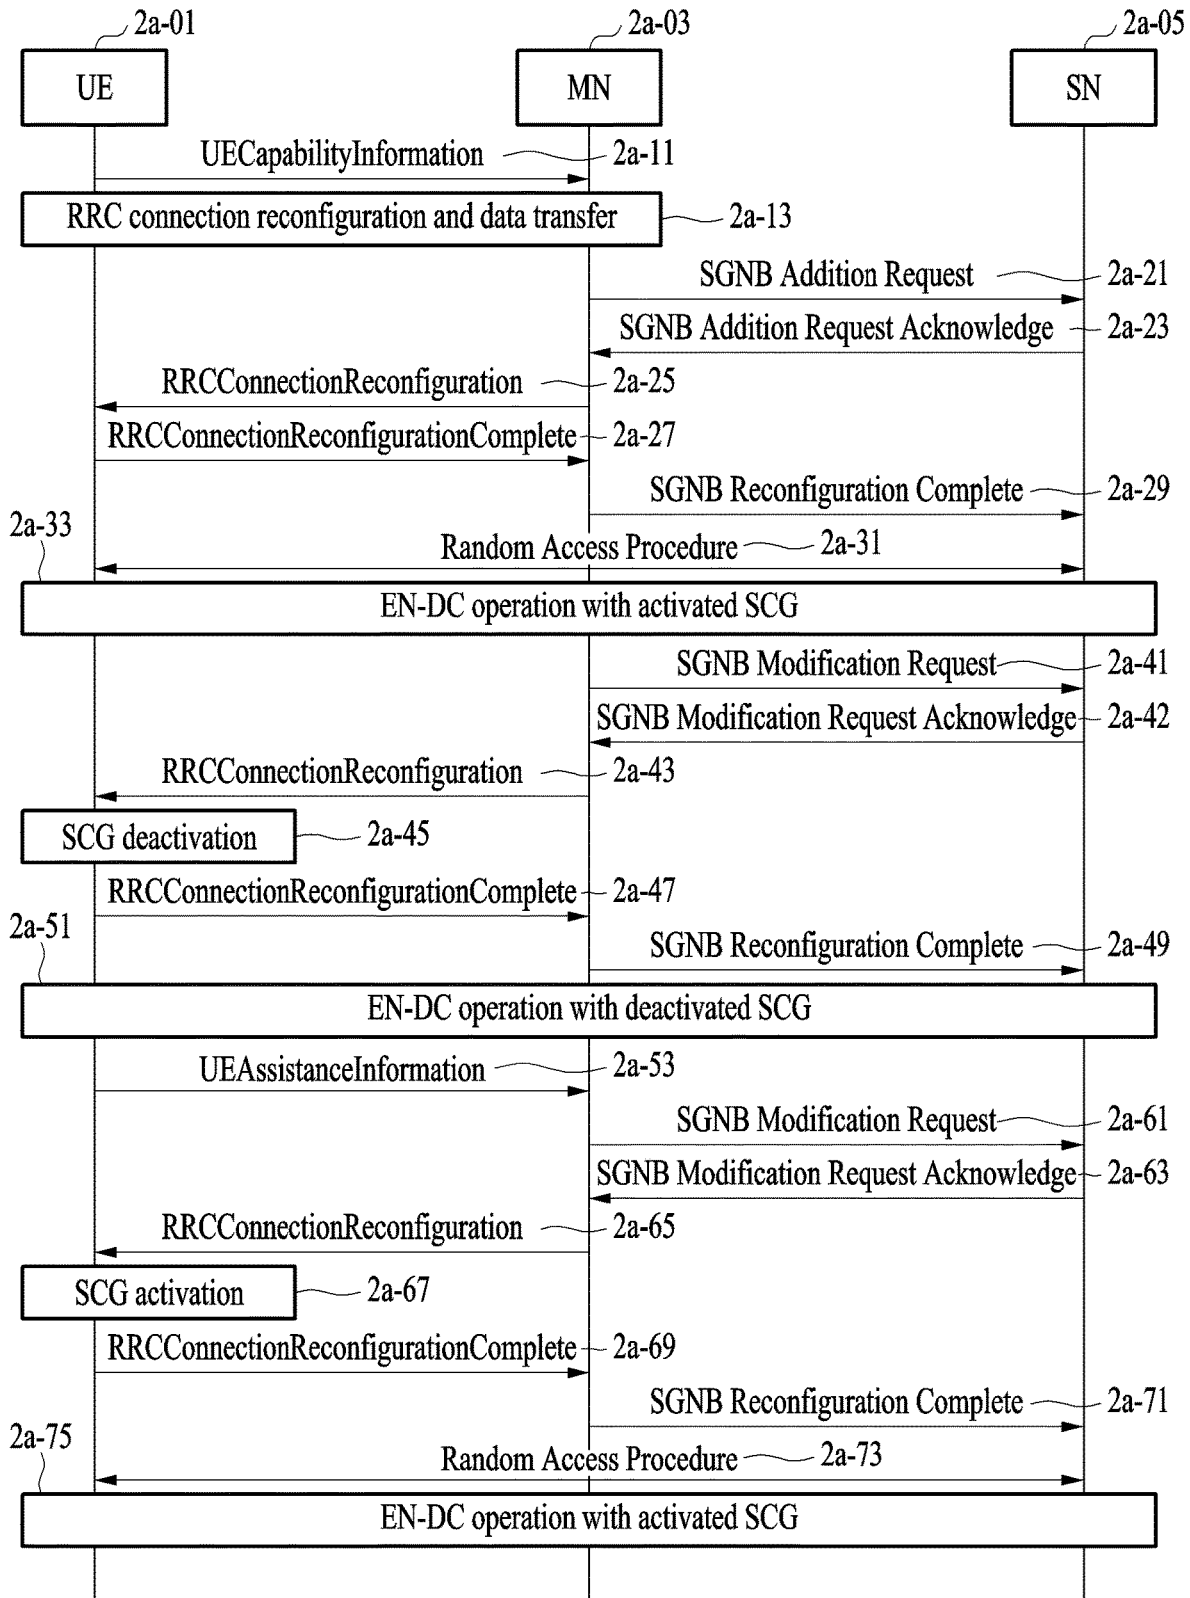 2a-01
2a-03
2a-05
UE
MN
SN
UECapabilityInformation
2a-11
RRC connection reconfiguration and data transfer
2a-13
SGNB Addition Request
2a-21
SGNB Addition Request Acknowledge
2a-23
RRCConnectionReconfiguration
2a-25
RRCConnectionReconfigurationComplete
2a-27
SGNB Reconfiguration Complete
2a-29
2a-33
Random Access Procedure
2a-31
EN-DC operation with activated SCG
SGNB Modification Request
2a-41
SGNB Modification Request Acknowledge
2a-42
RRCConnectionReconfiguration
2a-43
SCG deactivation
2a-45
RRCConnectionReconfigurationComplete
2a-47
2a-51
SGNB Reconfiguration Complete
2a-49
EN-DC operation with deactivated SCG
UEAssistanceInformation
2a-53
SGNB Modification Request
2a-61
SGNB Modification Request Acknowledge
2a-63
RRCConnectionReconfiguration
2a-65
SCG activation
2a-67
RRCConnectionReconfigurationComplete
2a-69
SGNB Reconfiguration Complete
2a-71
2a-75
Random Access Procedure
2a-73
EN-DC operation with activated SCG